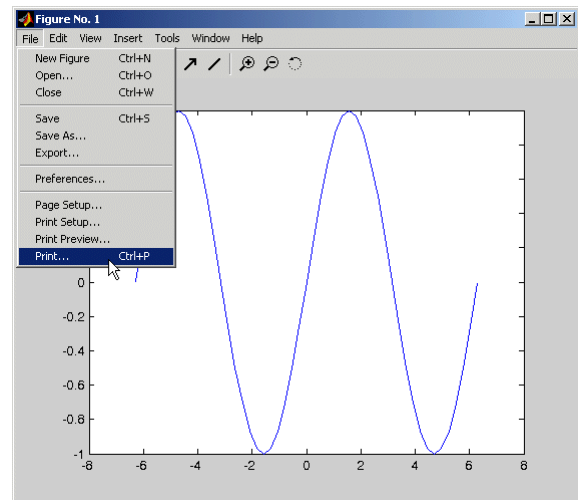 Figure No. 1
File Edit View Insert Tools Window Help
New Figure Ctrl+N
Open... Ctrl+O
Close Ctrl+W
Save Ctrl+S
Save As...
Export...
Preferences...
Page Setup...
Print Setup...
Print Preview...
Print... Ctrl+P
0
-0.2
-0.4
-0.6
-0.8
-1
-8 -6 -4 -2 0 2 4 6 8